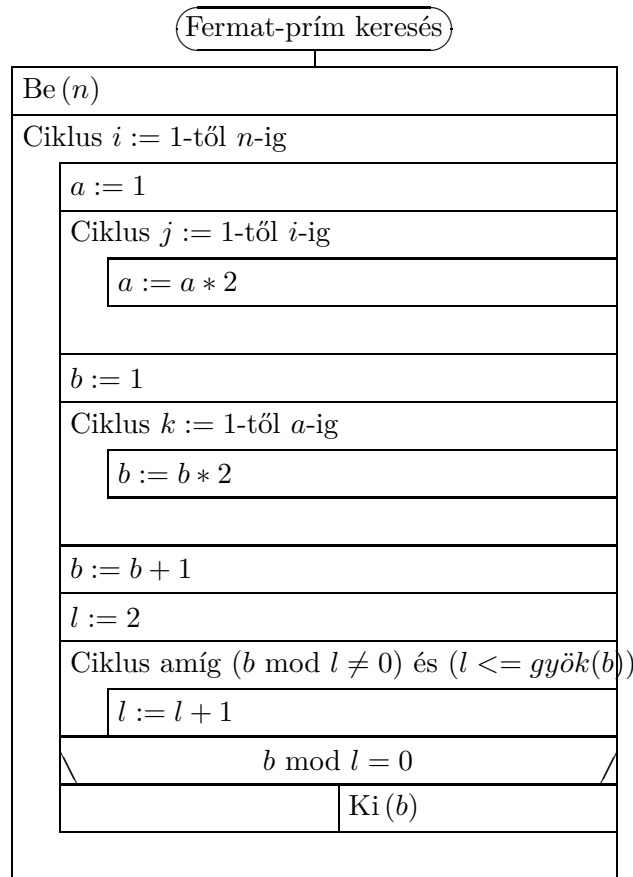 Fermat-prím keresés
Be (n)
Ciklus i := 1-től n-ig
a := 1
Ciklus j := 1-től i-ig
a := a ∗ 2
b := 1
Ciklus k := 1-től a-ig
b := b ∗ 2
b := b + 1
l := 2
Ciklus amíg (b mod l ≠ 0) és (l <= gyök(b))
l := l + 1
b mod l = 0
Ki (b)